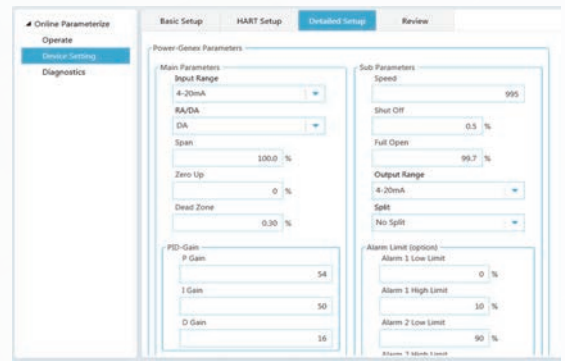 Online Parameterize
Operate
Device Setting
Diagnostics
Basic Setup
HART Setup
Detailed Setup
Review
Power-Genex Parameters
Main Parameters
Input Range
4-20mA
RA/DA
DA
Span
100.0 %
Zero Up
0 %
Dead Zone
0.30 %
PID-Gain
P Gain
54
I Gain
50
D Gain
16
Sub Parameters
Speed
995
Shut Off
0.5 %
Full Open
99.7 %
Output Range
4-20mA
Split
No Split
Alarm Limit (option)
Alarm 1 Low Limit
0 %
Alarm 1 High Limit
10 %
Alarm 2 Low Limit
90 %
Alarm 2 High Limit